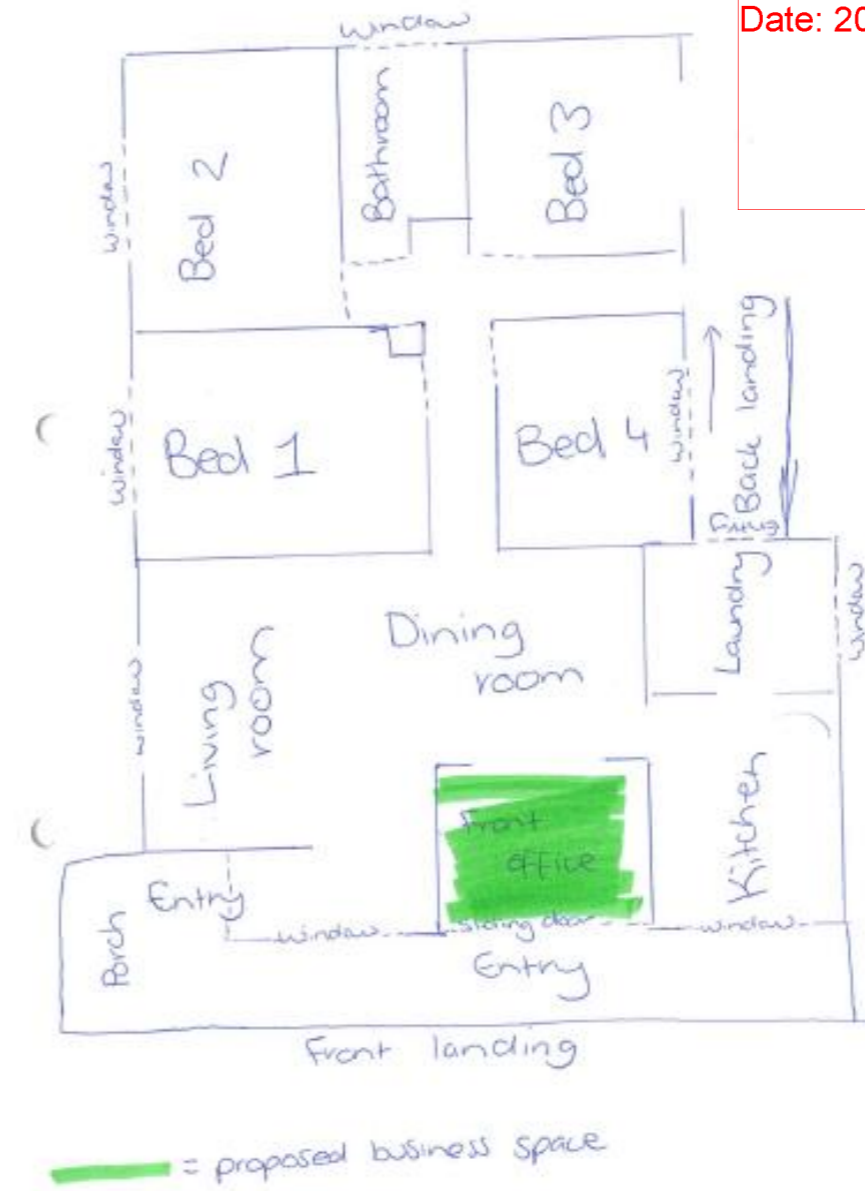 Date: 20
window
window
Bed 2
Bathroom
Bed 3
window
Bed 1
Bed 4
window
Back landing
Living room
window
Dining
room
Laundry
window
Front
office
Kitchen
Porch
Entry
window
sliding door
window
Entry
Front landing
= proposed business space